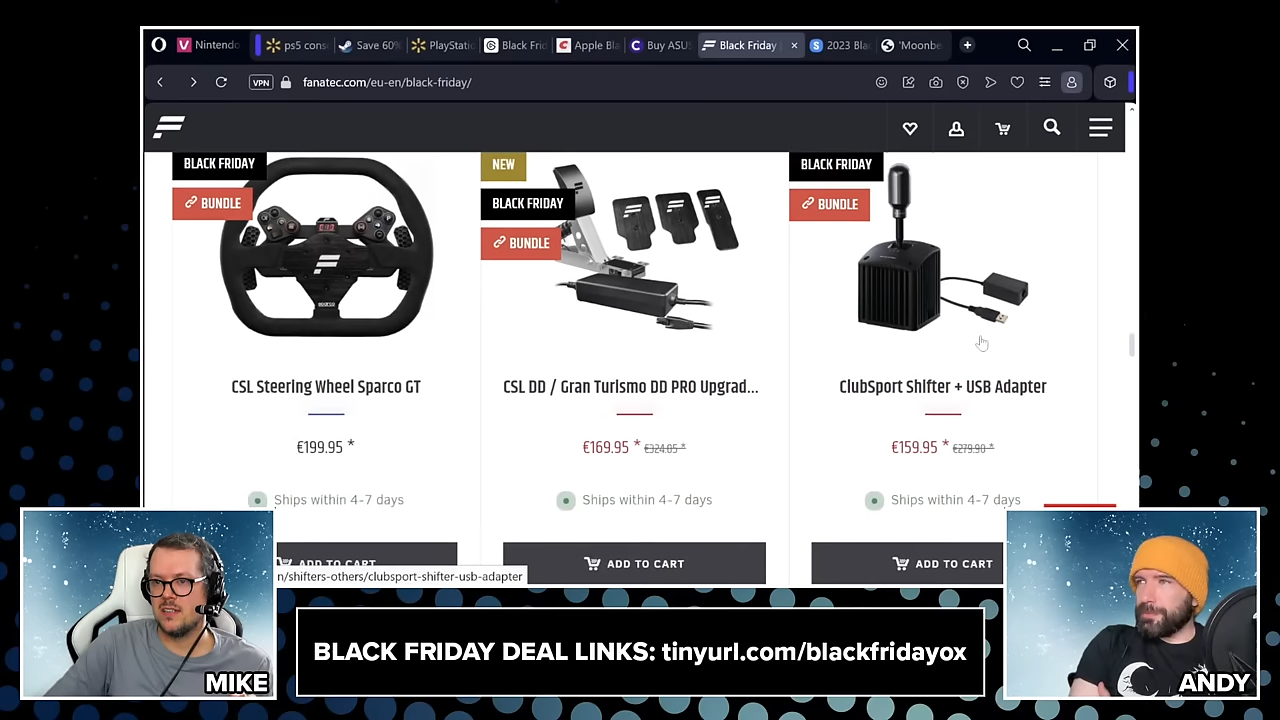 Nintendo
ps5 cons
Save 60%
PlayStati
Black Fri
Apple Bla
Buy ASUS
Black Friday
2023 Bla
'Moonbe
VPN
fanatec.com/eu-en/black-friday/
BLACK FRIDAY
BUNDLE
NEW
BLACK FRIDAY
BUNDLE
BLACK FRIDAY
BUNDLE
CSL Steering Wheel Sparco GT
CSL DD / Gran Turismo DD PRO Upgrad...
ClubSport Shifter + USB Adapter
€199.95 *
€169.95 * €324.85 *
€159.95 * €279.90 *
Ships within 4-7 days
Ships within 4-7 days
Ships within 4-7 days
ADD TO CART
ADD TO CART
ADD TO CART
n/shifters-others/clubsport-shifter-usb-adapter
BLACK FRIDAY DEAL LINKS: tinyurl.com/blackfridayox
MIKE
ANDY